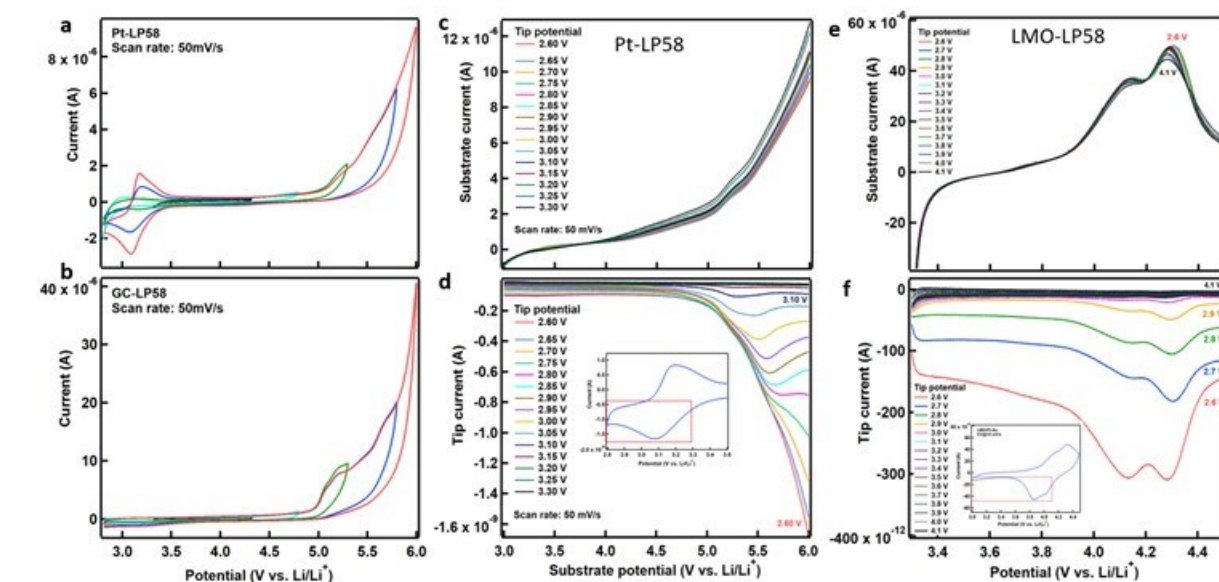 a
Pt-LP58
Scan rate: 50mV/s
8 x 10⁻⁶
6
4
2
0
-2
Current (A)
b
GC-LP58
Scan rate: 50mV/s
40 x 10⁻⁶
30
20
10
0
Current (A)
3.0 3.5 4.0 4.5 5.0 5.5 6.0
Potential (V vs. Li/Li⁺)
c
Pt-LP58
12 x 10⁻⁶
10
8
6
4
2
0
Substrate current (A)
Tip potential
2.60 V
2.65 V
2.70 V
2.75 V
2.80 V
2.85 V
2.90 V
2.95 V
3.00 V
3.05 V
3.10 V
3.15 V
3.20 V
3.25 V
3.30 V
Scan rate: 50 mV/s
d
-0.2
-0.4
-0.6
-0.8
-1.0
-1.2
-1.4
-1.6 x 10⁻⁹
Tip current (A)
Tip potential
2.60 V
2.65 V
2.70 V
2.75 V
2.80 V
2.85 V
2.90 V
2.95 V
3.00 V
3.05 V
3.10 V
3.15 V
3.20 V
3.25 V
3.30 V
Scan rate: 50 mV/s
3.10 V
2.60 V
Current (A)
Potential (V vs. Li/Li⁺)
3.0 3.5 4.0 4.5 5.0 5.5 6.0
Substrate potential (V vs. Li/Li⁺)
e
LMO-LP58
60 x 10⁻⁶
40
20
0
-20
Substrate current (A)
Tip potential
2.6 V
2.7 V
2.8 V
2.9 V
3.0 V
3.1 V
3.2 V
3.3 V
3.4 V
3.5 V
3.6 V
3.7 V
3.8 V
3.9 V
4.0 V
4.1 V
2.6 V
4.1 V
f
0
-100
-200
-300
-400 x 10⁻¹²
Tip current (A)
Tip potential
2.6 V
2.7 V
2.8 V
2.9 V
3.0 V
3.1 V
3.2 V
3.3 V
3.4 V
3.5 V
3.6 V
3.7 V
3.8 V
3.9 V
4.0 V
4.1 V
4.1 V
2.9 V
2.8 V
2.7 V
2.6
Current (A)
Potential (V vs. Li/Li⁺)
3.4 3.6 3.8 4.0 4.2 4.4
Potential (V vs. Li/Li⁺)